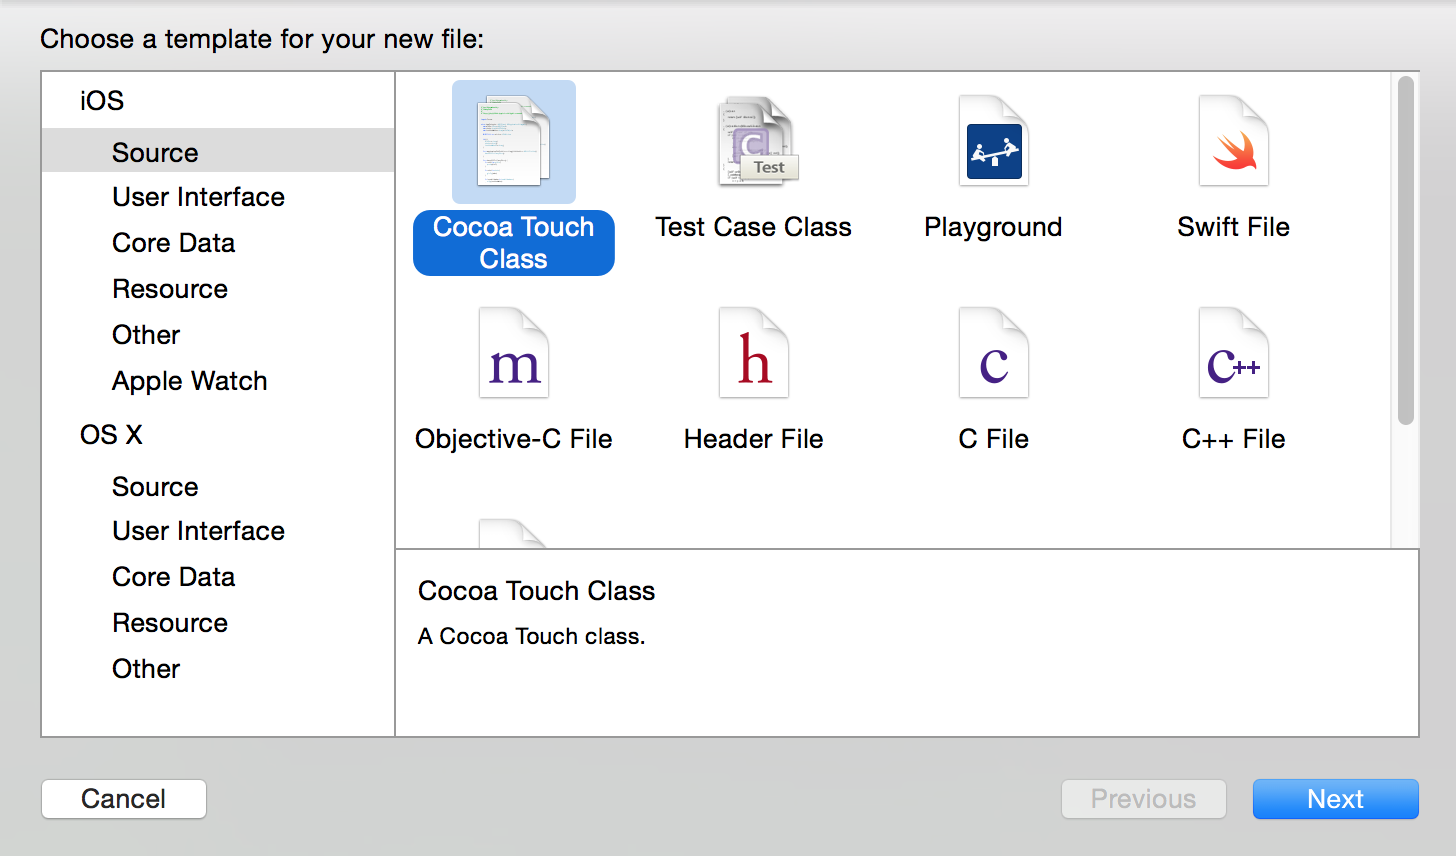 Choose a template for your new file:
iOS
Source
User Interface
Core Data
Resource
Other
Apple Watch
OS X
Source
User Interface
Core Data
Resource
Other
Cocoa Touch
Class
C
Test
Test Case Class
Playground
Swift File
m
Objective-C File
h
Header File
c
C File
C++
C++ File
Cocoa Touch Class
A Cocoa Touch class.
Cancel
Previous
Next